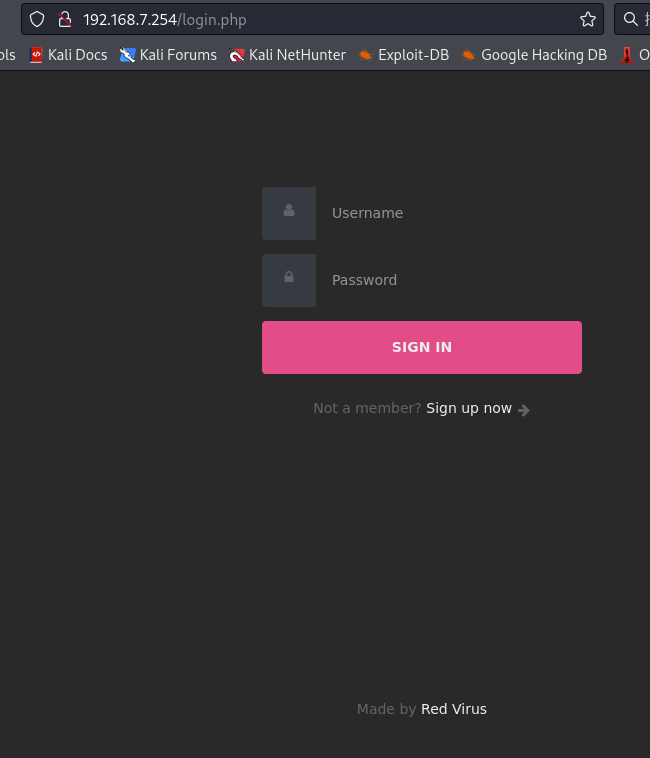 192.168.7.254/login.php
ols Kali Docs Kali Forums Kali NetHunter Exploit-DB Google Hacking DB O
Username
Password
SIGN IN
Not a member? Sign up now
Made by Red Virus